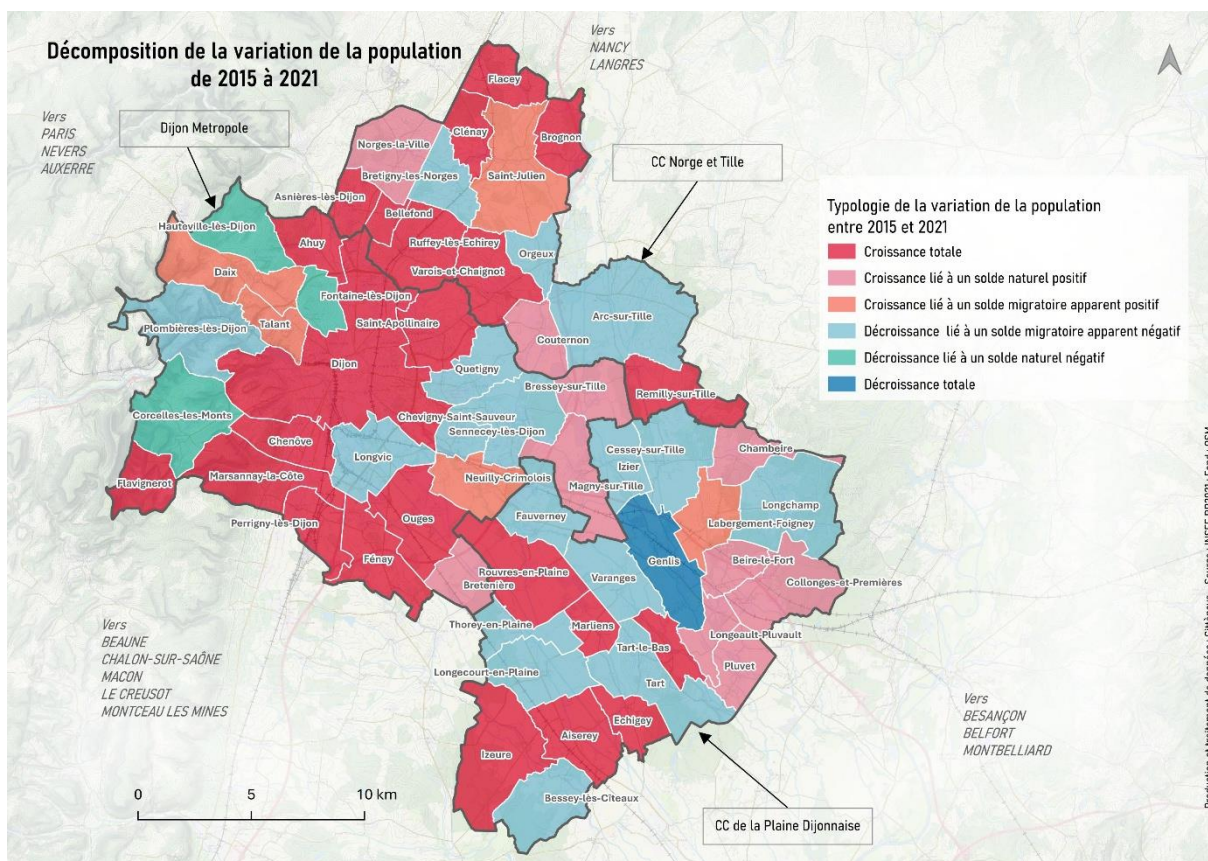 Décomposition de la variation de la population
de 2015 à 2021
Vers
NANCY
LANGRES
Vers
PARIS
NEVERS
AUXERRE
Dijon Metropole
CC Norge et Tille
Flacey
Clénay
Brognon
Norges-la-Ville
Bretigny-les-Norges
Saint-Julien
Asnières-lès-Dijon
Bellefond
Hauteville-lès-Dijon
Ahuy
Ruffey-lès-Echirey
Orgeux
Daix
Varois-et-Chaignot
Fontaine-lès-Dijon
Saint-Apollinaire
Arc-sur-Tille
Plombières-lès-Dijon
Talant
Couternon
Dijon
Quetigny
Bressey-sur-Tille
Remilly-sur-Tille
Corcelles-les-Monts
Chevigny-Saint-Sauveur
Sennecey-lès-Dijon
Chenôve
Longvic
Cessey-sur-Tille
Chambeire
Izier
Flavignerot
Marsannay-la-Côte
Neuilly-Crimolois
Magny-sur-Tille
Longchamp
Perrigny-lès-Dijon
Ouges
Fauverney
Labergement-Foigney
Fénay
Genlis
Beire-le-Fort
Rouvres-en-Plaine
Varanges
Collonges-et-Premières
Bretenière
Thorey-en-Plaine
Marliens
Longeault-Pluvault
Tart-le-Bas
Pluvet
Longecourt-en-Plaine
Tart
Echigey
Aiserey
Izeure
Bessey-lès-Cîteaux
Typologie de la variation de la population
entre 2015 et 2021
Croissance totale
Croissance lié à un solde naturel positif
Croissance lié à un solde migratoire apparent positif
Décroissance lié à un solde migratoire apparent négatif
Décroissance lié à un solde naturel négatif
Décroissance totale
Vers
BEAUNE
CHALON-SUR-SAÔNE
MACON
LE CREUSOT
MONTCEAU LES MINES
Vers
BESANÇON
BELFORT
MONTBELLIARD
CC de la Plaine Dijonnaise
0 5 10 km
Production et traitement de données : Source : INSEE RP2021 ; Fond : OSM